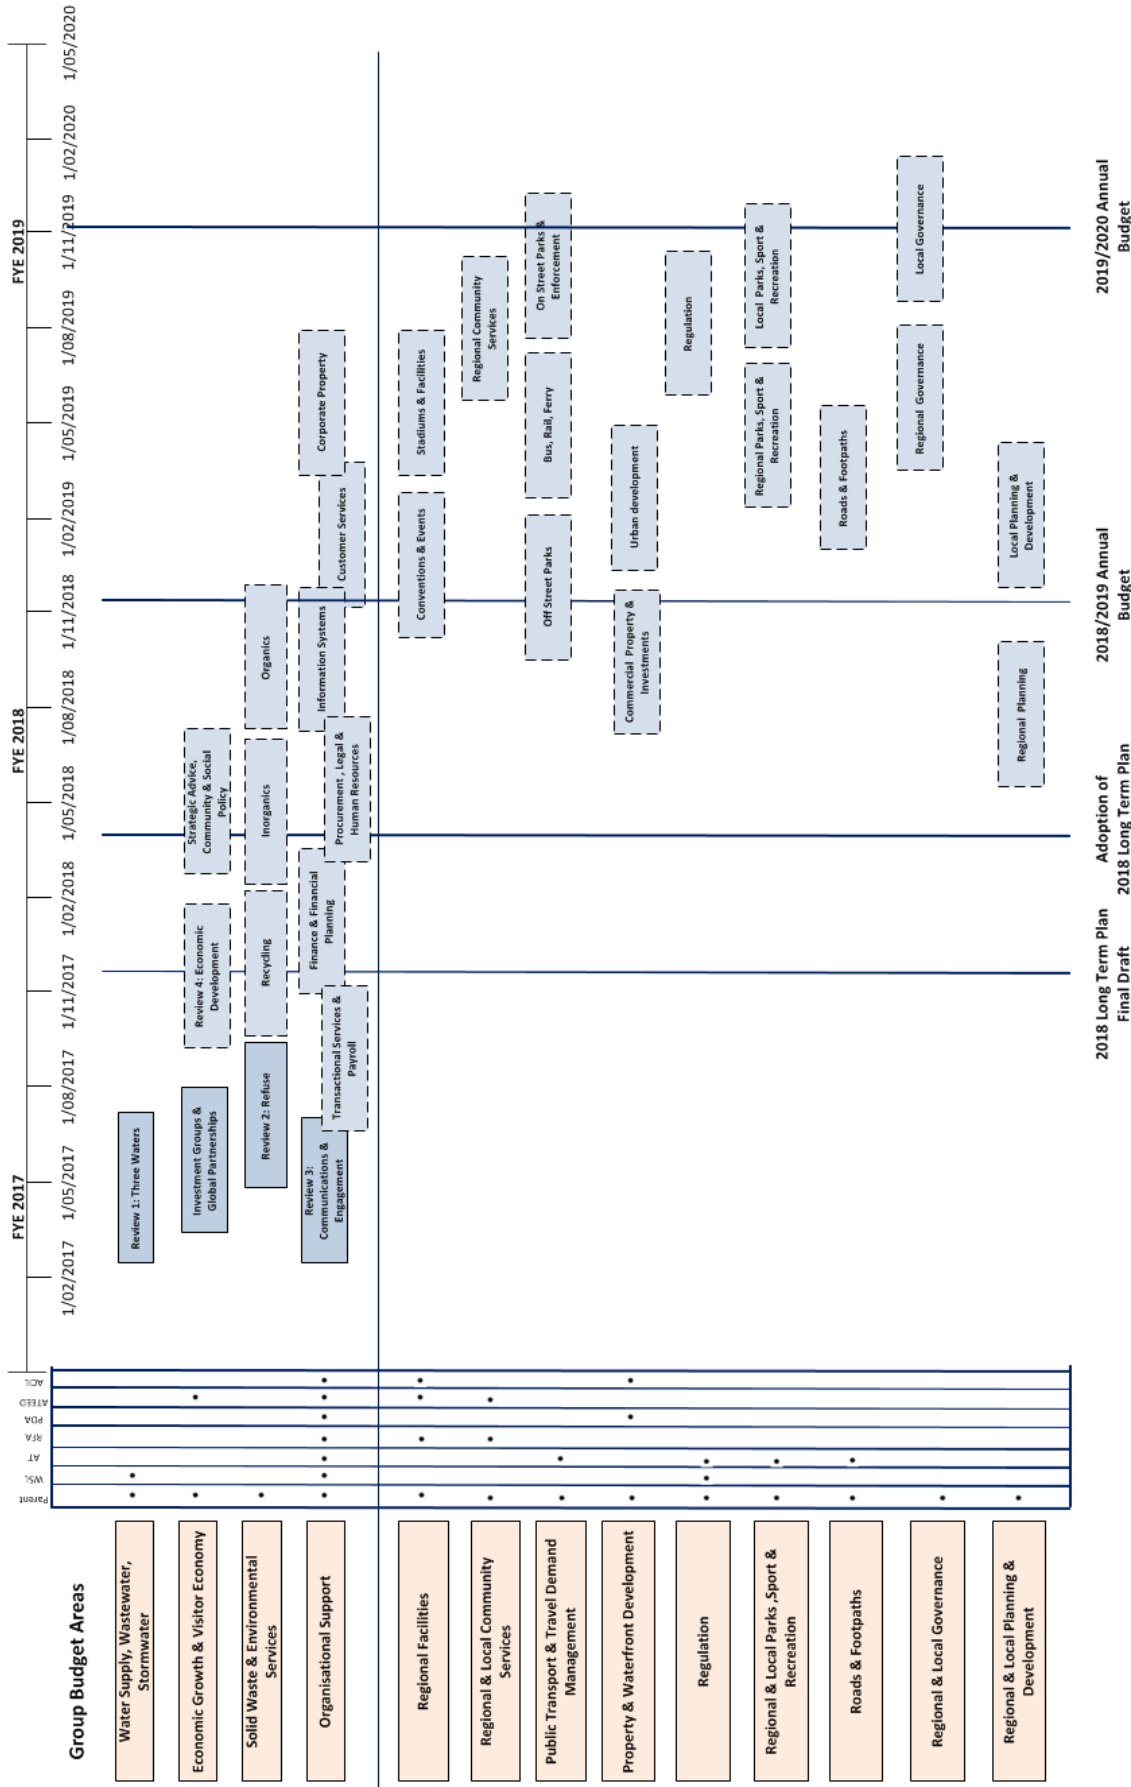 FYE 2017
FYE 2018
FYE 2019
1/02/2017
1/05/2017
1/08/2017
1/11/2017
1/02/2018
1/05/2018
1/08/2018
1/11/2018
1/02/2019
1/05/2019
1/08/2019
1/11/2019
1/02/2020
1/05/2020
Group Budget Areas
Parent
WSL
AT
RFA
PDA
ATEED
ACIL
Water Supply, Wastewater,
Stormwater
Review 1: Three Waters
Economic Growth & Visitor Economy
Investment Groups &
Global Partnerships
Review 4: Economic
Development
Strategic Advice,
Community & Social
Policy
Solid Waste & Environmental
Services
Review 2: Refuse
Recycling
Inorganics
Organics
Organisational Support
Review 3:
Communications &
Engagement
Transactional Services &
Payroll
Finance & Financial
Planning
Procurement , Legal &
Human Resources
Information Systems
Customer Services
Corporate Property
Regional Facilities
Conventions & Events
Stadiums & Facilities
Regional & Local Community
Services
Regional Community
Services
Public Transport & Travel Demand
Management
Off Street Parks
Bus, Rail, Ferry
On Street Parks &
Enforcement
Property & Waterfront Development
Commercial Property &
Investments
Urban development
Regulation
Regulation
Regional & Local Parks ,Sport &
Recreation
Regional Parks, Sport &
Recreation
Local Parks, Sport &
Recreation
Roads & Footpaths
Roads & Footpaths
Regional & Local Governance
Regional Governance
Local Governance
Regional & Local Planning &
Development
Regional Planning
Local Planning &
Development
2018 Long Term Plan
Final Draft
Adoption of
2018 Long Term Plan
2018/2019 Annual
Budget
2019/2020 Annual
Budget